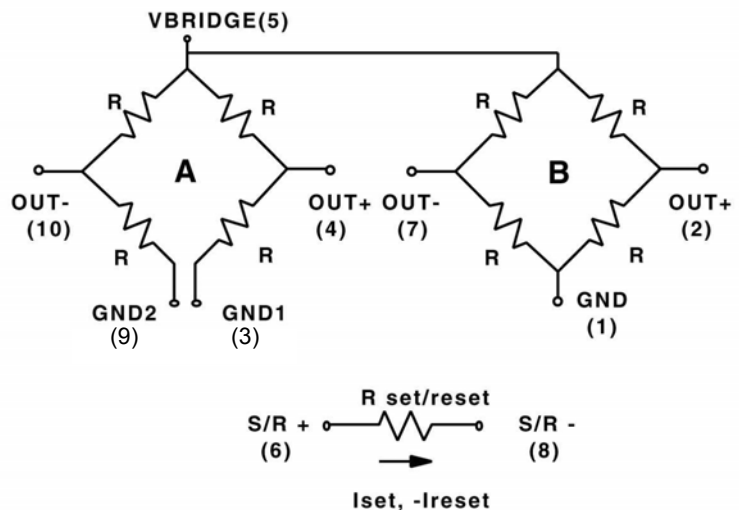 VBRIDGE(5)
R R R R
A B
OUT- OUT+ OUT- OUT+
(10) (4) (7) (2)
R R R R
GND2 GND1 GND
(9) (3) (1)
R set/reset
S/R + S/R -
(6) (8)
Iset, -Ireset